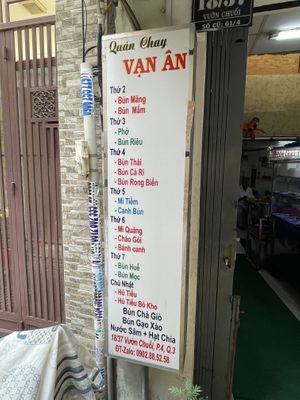 18/37
VƯỜN CHUỐI
SỐ CŨ: 61/4
Quán Chay
VẠN ÂN
Thứ 2
- Bún Măng
- Bún Mắm
Thứ 3
- Phở
- Bún Riêu
Thứ 4
- Bún Thái
- Bún Cà Ri
- Bún Rong Biển
Thứ 5
- Mì Tiềm
- Canh Bún
Thứ 6
- Mì Quảng
- Cháo Gỏi
- Bánh canh
Thứ 7
- Bún Huế
- Bún Mọc
Chủ Nhật
- Hủ Tiếu
- Hủ Tiếu Bò Kho
Bún Chả Giò
Bún Gạo Xào
Nước Sâm + Hạt Chia
18/37 Vườn Chuối, P.4, Q.3
ĐT-Zalo: 0902.88.52.58